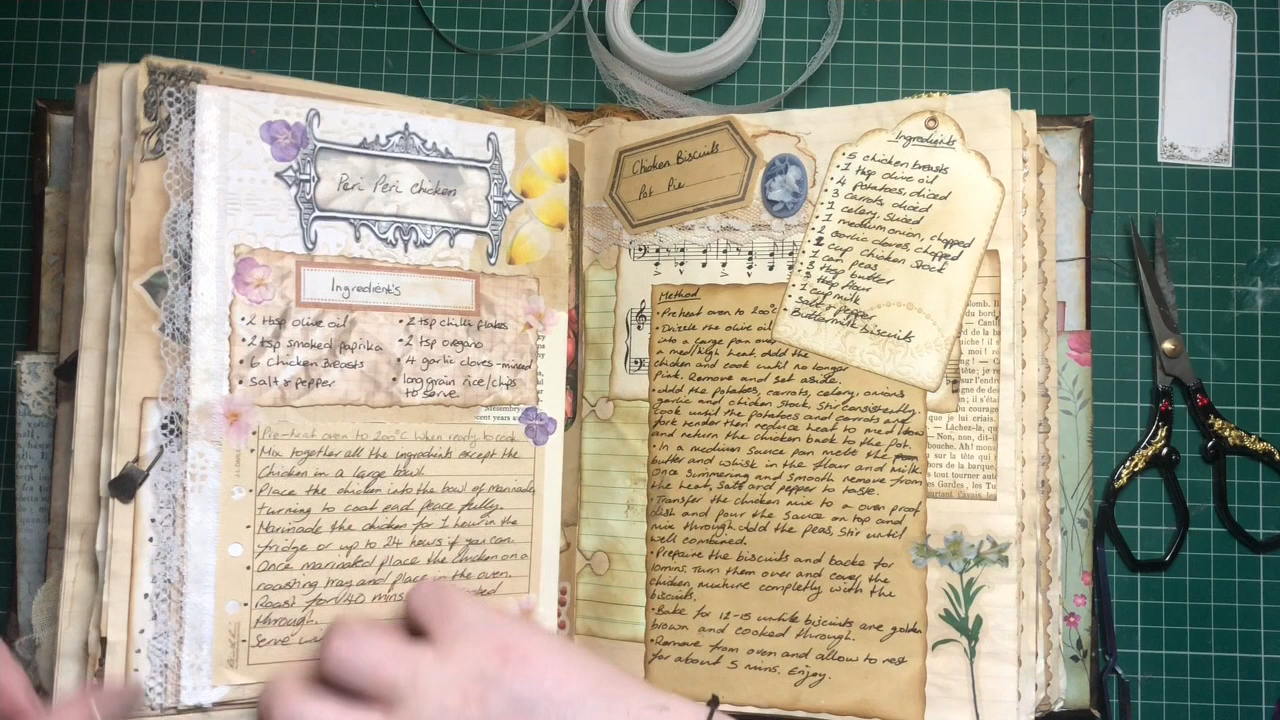 Peri Peri Chicken
Ingredients
• 2 tbsp olive oil
• 2 tsp smoked paprika
• 6 Chicken Breasts
• Salt & pepper
• 2 tsp chilli flakes
• 2 tsp oregano
• 4 garlic cloves-minced
• long grain rice/chips
to serve.
• Pre-heat oven to 200°C when ready to cook.
Mix together all the ingredients except the
Chicken in a large bowl.
• Place the chicken into the bowl of marinade
turning to coat each peace fully.
• Marinade the chicken for 1 hour in the
fridge or up to 24 hours if you can.
• Once marinated place the chicken on a
roasting tray and place in the oven.
• Roast for 40 mins
through.
• Serve
Chicken Biscuits
Pot Pie
Ingredients
• 5 chicken breasts
• 1 tbsp olive oil
• 4 potatoes, diced
• 3 carrots diced
• 1 celery, sliced
• 1 medium onion, chopped
• 2 garlic cloves, chopped
• 1 cup chicken stock
• 1 can peas
• 3 tbsp butter
• 3 tbsp flour
• 1 cup milk
• Salt & pepper
• Buttermilk biscuits
Method
• Preheat oven to 200°c
• Drizzle the olive oil
into a large pan over
a med/high heat, add the
chicken and cook until no longer
pink. Remove and set aside.
• add the potatoes, carrots, celery, onions
garlic and chicken stock, stir consistently.
Cook until the potatoes and carrots are
fork tender then reduce heat to med/low
and return the chicken back to the pot.
• In a medium sauce pan melt the
butter and whisk in the flour and milk.
Once simmering and smooth remove from
the heat, salt and pepper to taste.
• Transfer the chicken mix to a oven proof
dish and pour the sauce on top and
mix through. Add the peas, stir until
well combined.
• Prepaire the biscuits and backe for
10mins. Turn them over and cover the
chicken, mixture completly with the
biscuits.
• Bake for 12-15 untile biscuits are golden
brown and cooked through.
• Remove from oven and allow to rest
for about 5 mins. Enjoy.